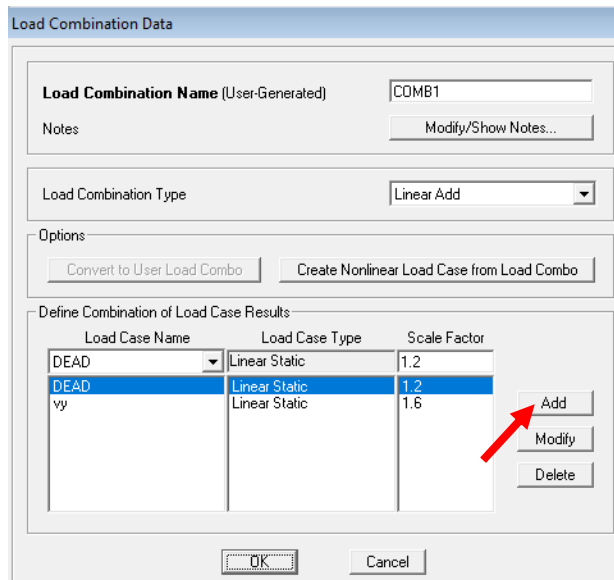 Load Combination Data
Load Combination Name (User-Generated) COMB1
Notes Modify/Show Notes...
Load Combination Type Linear Add
Options
Convert to User Load Combo Create Nonlinear Load Case from Load Combo
Define Combination of Load Case Results
Load Case Name Load Case Type Scale Factor
DEAD Linear Static 1.2
DEAD Linear Static 1.2
vy Linear Static 1.6
Add
Modify
Delete
OK Cancel